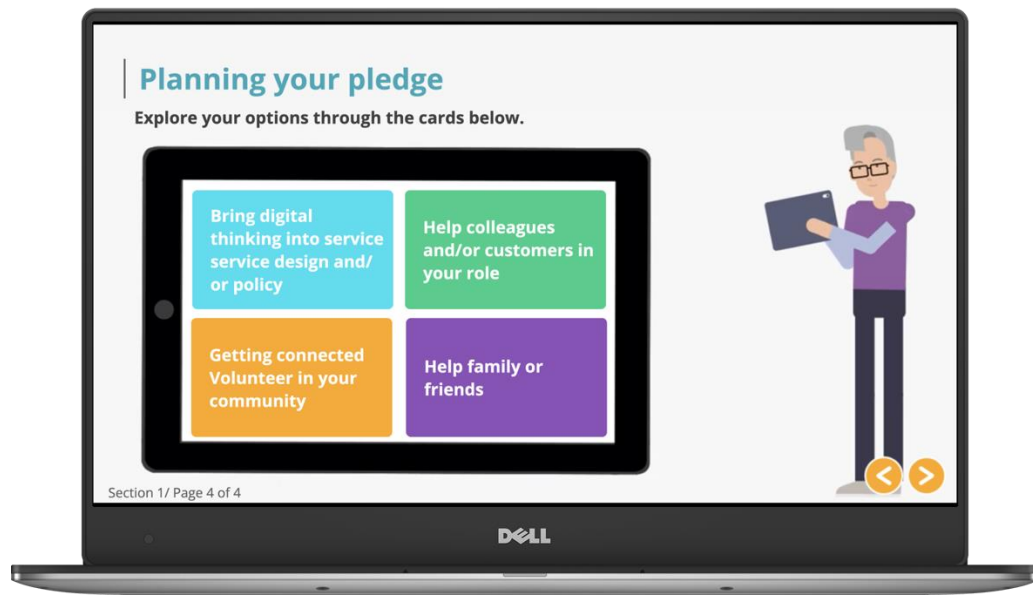 Planning your pledge
Explore your options through the cards below.
Bring digital
thinking into service
service design and/
or policy
Help colleagues
and/or customers in
your role
Getting connected
Volunteer in your
community
Help family or
friends
Section 1/ Page 4 of 4
DELL